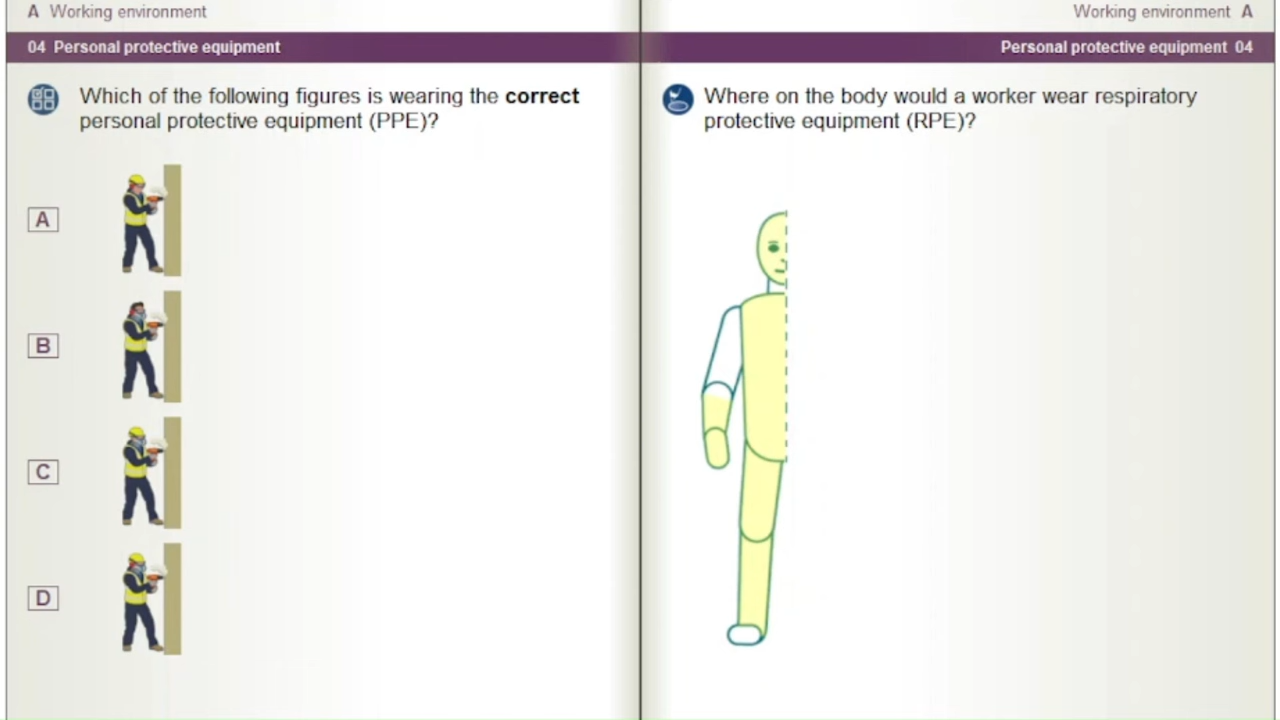 A Working environment
04 Personal protective equipment
Which of the following figures is wearing the correct
personal protective equipment (PPE)?
A
B
C
D
Working environment A
Personal protective equipment 04
Where on the body would a worker wear respiratory
protective equipment (RPE)?